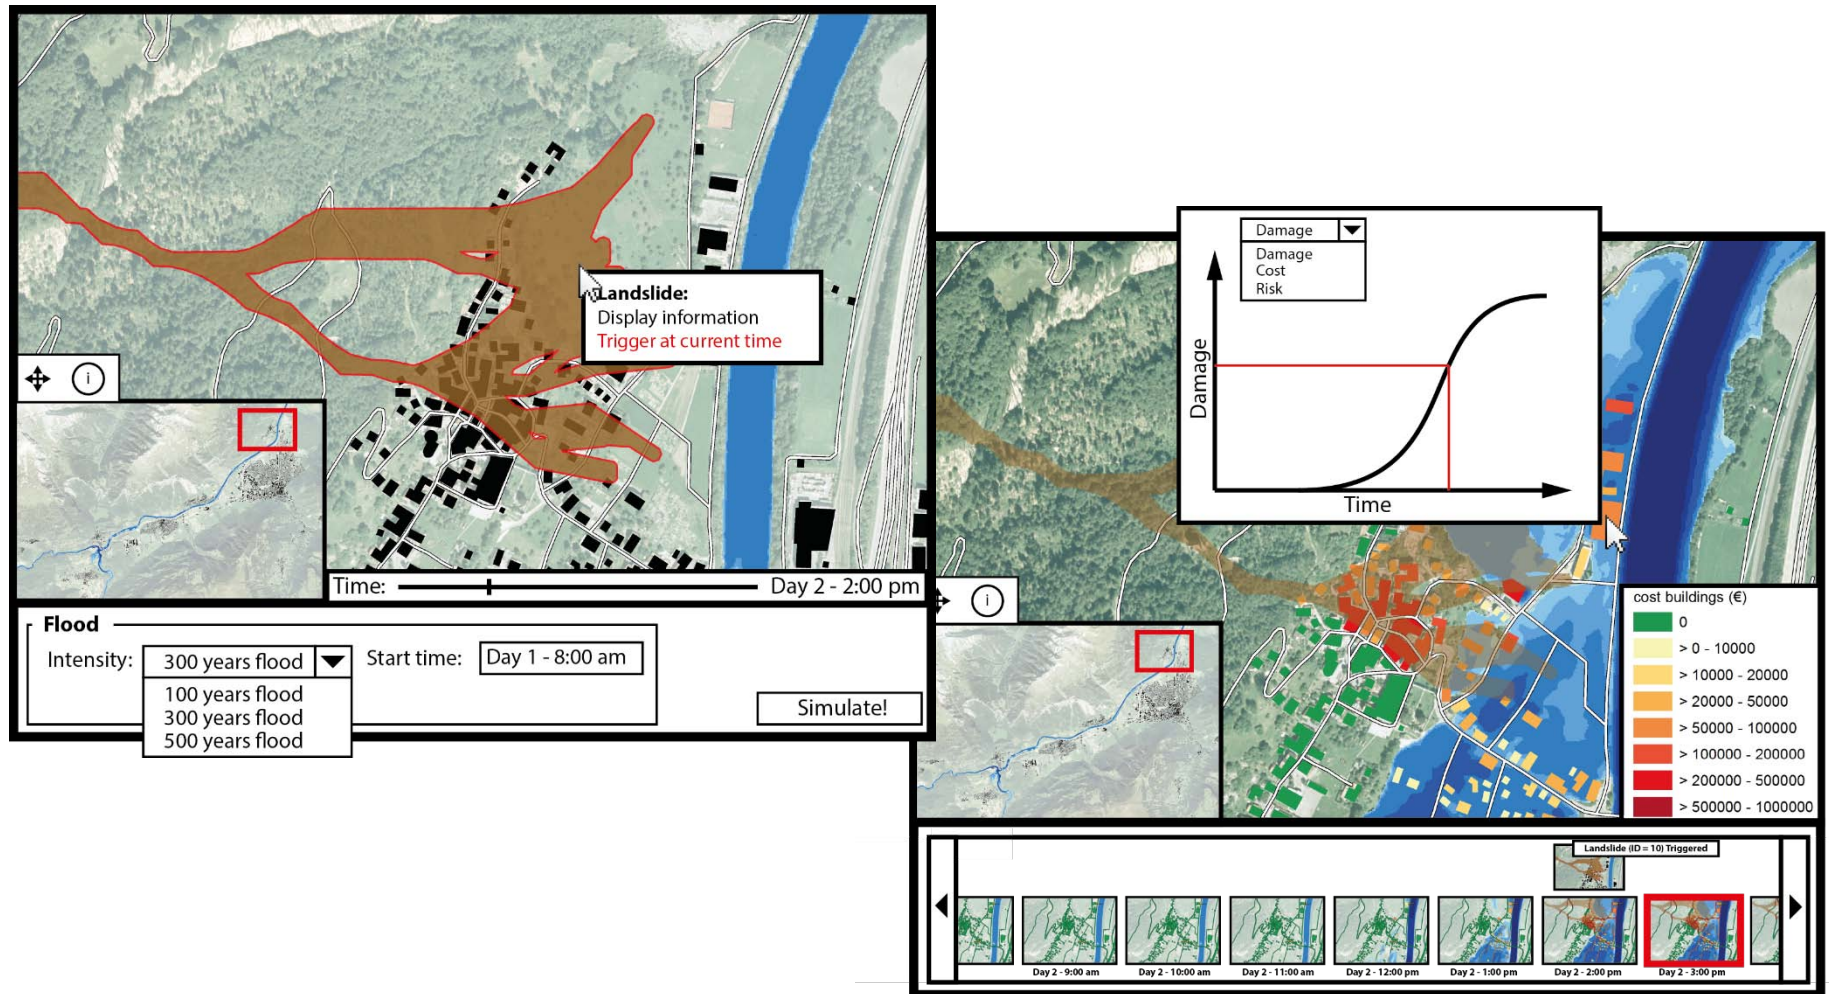 Landslide:
Display information
Trigger at current time
i
Time:
Day 2 - 2:00 pm
Flood
Intensity:
300 years flood
Start time:
Day 1 - 8:00 am
100 years flood
300 years flood
500 years flood
Simulate!
Damage
Damage
Cost
Risk
Damage
Time
i
cost buildings (€)
0
> 0 - 10000
> 10000 - 20000
> 20000 - 50000
> 50000 - 100000
> 100000 - 200000
> 200000 - 500000
> 500000 - 1000000
Landslide (ID = 10) Triggered
Day 2 - 9:00 am
Day 2 - 10:00 am
Day 2 - 11:00 am
Day 2 - 12:00 pm
Day 2 - 1:00 pm
Day 2 - 2:00 pm
Day 2 - 3:00 pm